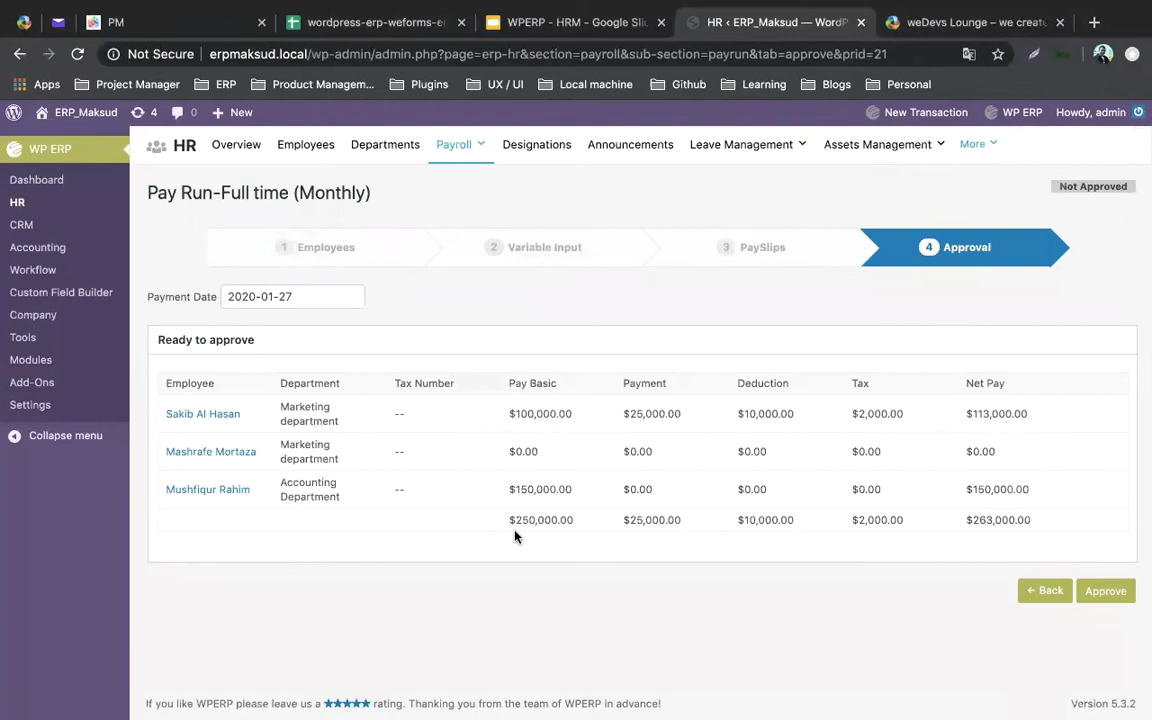 PM
wordpress-erp-weforms-er
WPERP - HRM - Google Slid
HR ‹ ERP_Maksud — WordP
weDevs Lounge – we creat
Not Secure erpmaksud.local/wp-admin/admin.php?page=erp-hr&section=payroll&sub-section=payrun&tab=approve&prid=21
Apps Project Manager ERP Product Managem... Plugins UX / UI Local machine Github Learning Blogs Personal
ERP_Maksud 4 0 + New New Transaction WP ERP Howdy, admin
WP ERP
Dashboard
HR
CRM
Accounting
Workflow
Custom Field Builder
Company
Tools
Modules
Add-Ons
Settings
Collapse menu
HR Overview Employees Departments Payroll Designations Announcements Leave Management Assets Management More
Pay Run-Full time (Monthly)
Not Approved
1 Employees 2 Variable Input 3 PaySlips 4 Approval
Payment Date 2020-01-27
Ready to approve
Employee Department Tax Number Pay Basic Payment Deduction Tax Net Pay
Sakib Al Hasan Marketing department -- $100,000.00 $25,000.00 $10,000.00 $2,000.00 $113,000.00
Mashrafe Mortaza Marketing department -- $0.00 $0.00 $0.00 $0.00 $0.00
Mushfiqur Rahim Accounting Department -- $150,000.00 $0.00 $0.00 $0.00 $150,000.00
$250,000.00 $25,000.00 $10,000.00 $2,000.00 $263,000.00
← Back Approve
If you like WPERP please leave us a ★★★★★ rating. Thanking you from the team of WPERP in advance!
Version 5.3.2